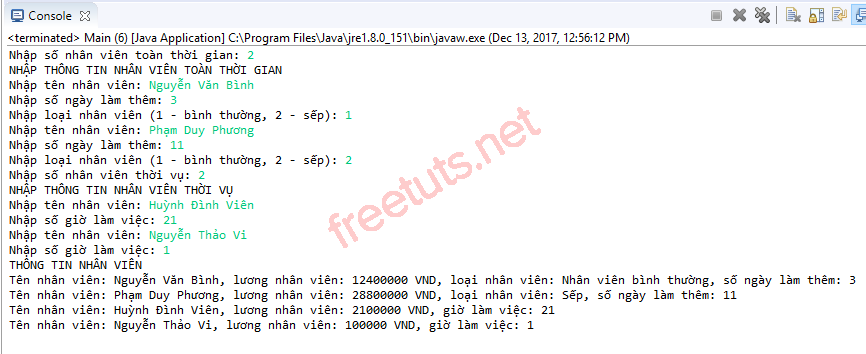 Console
<terminated> Main (6) [Java Application] C:\Program Files\Java\jre1.8.0_151\bin\javaw.exe (Dec 13, 2017, 12:56:12 PM)
Nhập số nhân viên toàn thời gian: 2
NHẬP THÔNG TIN NHÂN VIÊN TOÀN THỜI GIAN
Nhập tên nhân viên: Nguyễn Văn Bình
Nhập số ngày làm thêm: 3
Nhập loại nhân viên (1 - bình thường, 2 - sếp): 1
Nhập tên nhân viên: Phạm Duy Phương
Nhập số ngày làm thêm: 11
Nhập loại nhân viên (1 - bình thường, 2 - sếp): 2
Nhập số nhân viên thời vụ: 2
NHẬP THÔNG TIN NHÂN VIÊN THỜI VỤ
Nhập tên nhân viên: Huỳnh Đình Viên
Nhập số giờ làm việc: 21
Nhập tên nhân viên: Nguyễn Thảo Vi
Nhập số giờ làm việc: 1
THÔNG TIN NHÂN VIÊN
Tên nhân viên: Nguyễn Văn Bình, lương nhân viên: 12400000 VND, loại nhân viên: Nhân viên bình thường, số ngày làm thêm: 3
Tên nhân viên: Phạm Duy Phương, lương nhân viên: 28800000 VND, loại nhân viên: Sếp, số ngày làm thêm: 11
Tên nhân viên: Huỳnh Đình Viên, lương nhân viên: 2100000 VND, giờ làm việc: 21
Tên nhân viên: Nguyễn Thảo Vi, lương nhân viên: 100000 VND, giờ làm việc: 1
freetuts.net